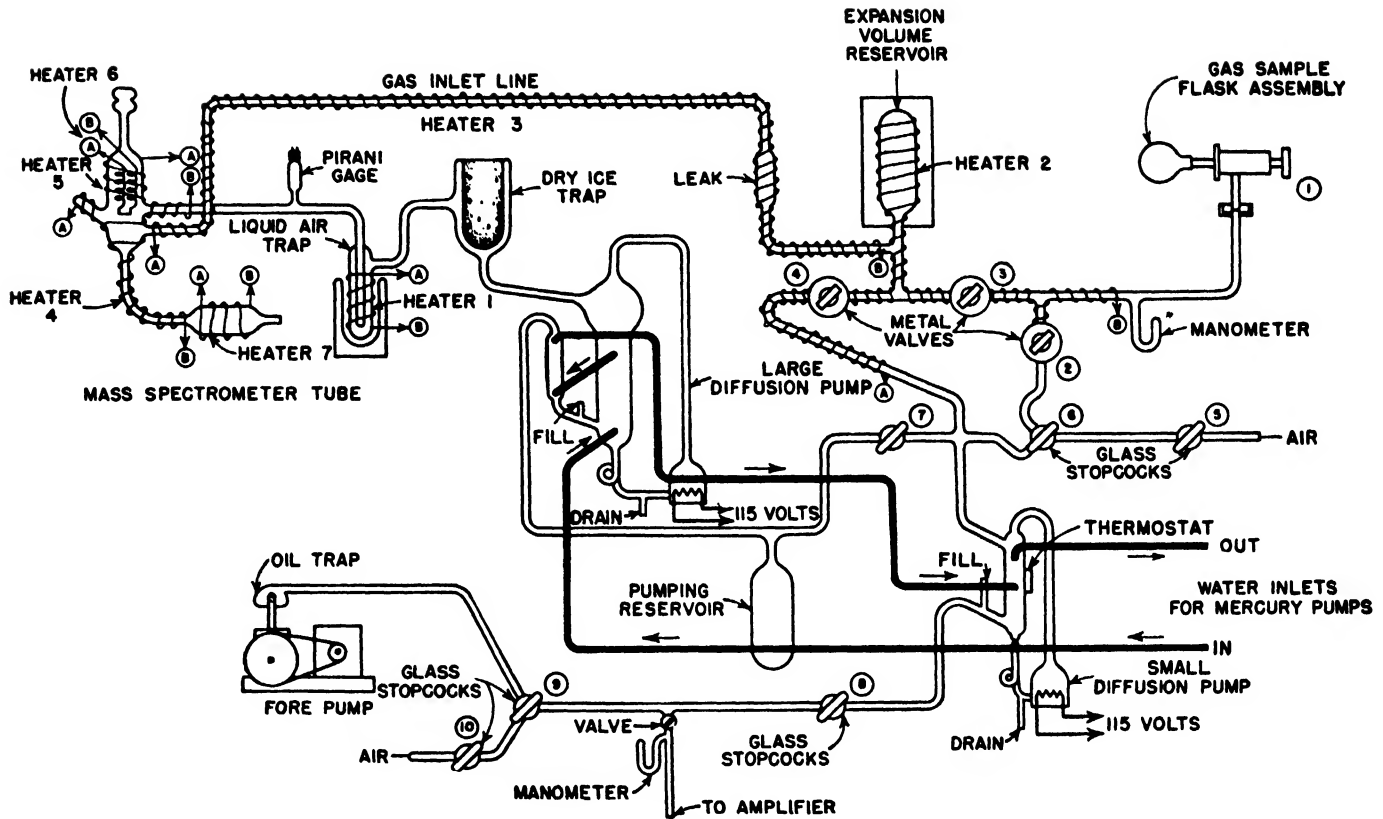 EXPANSION
VOLUME
RESERVOIR
GAS SAMPLE
FLASK ASSEMBLY
HEATER 6
GAS INLET LINE
HEATER 3
B
A
HEATER
5
A
B
PIRANI
GAGE
DRY ICE
TRAP
LEAK
HEATER 2
1
A
LIQUID AIR
TRAP
A
A
B
HEATER
4
A
HEATER 1
B
B
HEATER 7
B
4
3
METAL
VALVES
B
MANOMETER
2
MASS SPECTROMETER TUBE
LARGE
DIFFUSION PUMP
A
FILL
7
6
5
AIR
GLASS
STOPCOCKS
DRAIN
115 VOLTS
THERMOSTAT
OUT
OIL TRAP
FILL
PUMPING
RESERVOIR
WATER INLETS
FOR MERCURY PUMPS
IN
GLASS
STOPCOCKS
9
8
SMALL
DIFFUSION PUMP
FORE PUMP
10
VALVE
GLASS
STOPCOCKS
115 VOLTS
DRAIN
AIR
MANOMETER
TO AMPLIFIER